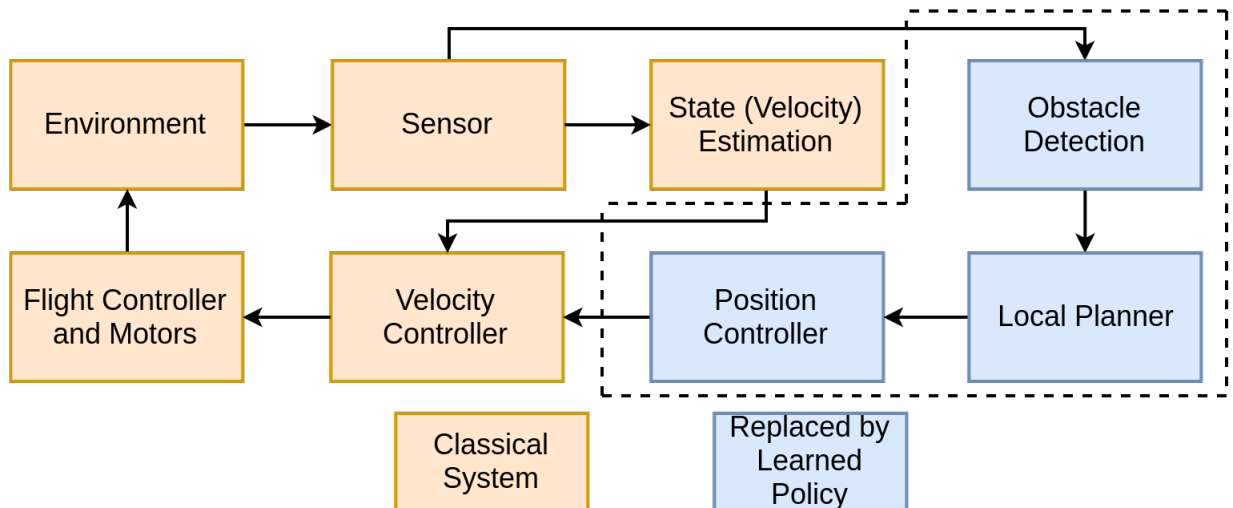 Environment
Sensor
State (Velocity)
Estimation
Obstacle
Detection
Flight Controller
and Motors
Velocity
Controller
Position
Controller
Local Planner
Classical
System
Replaced by
Learned
Policy